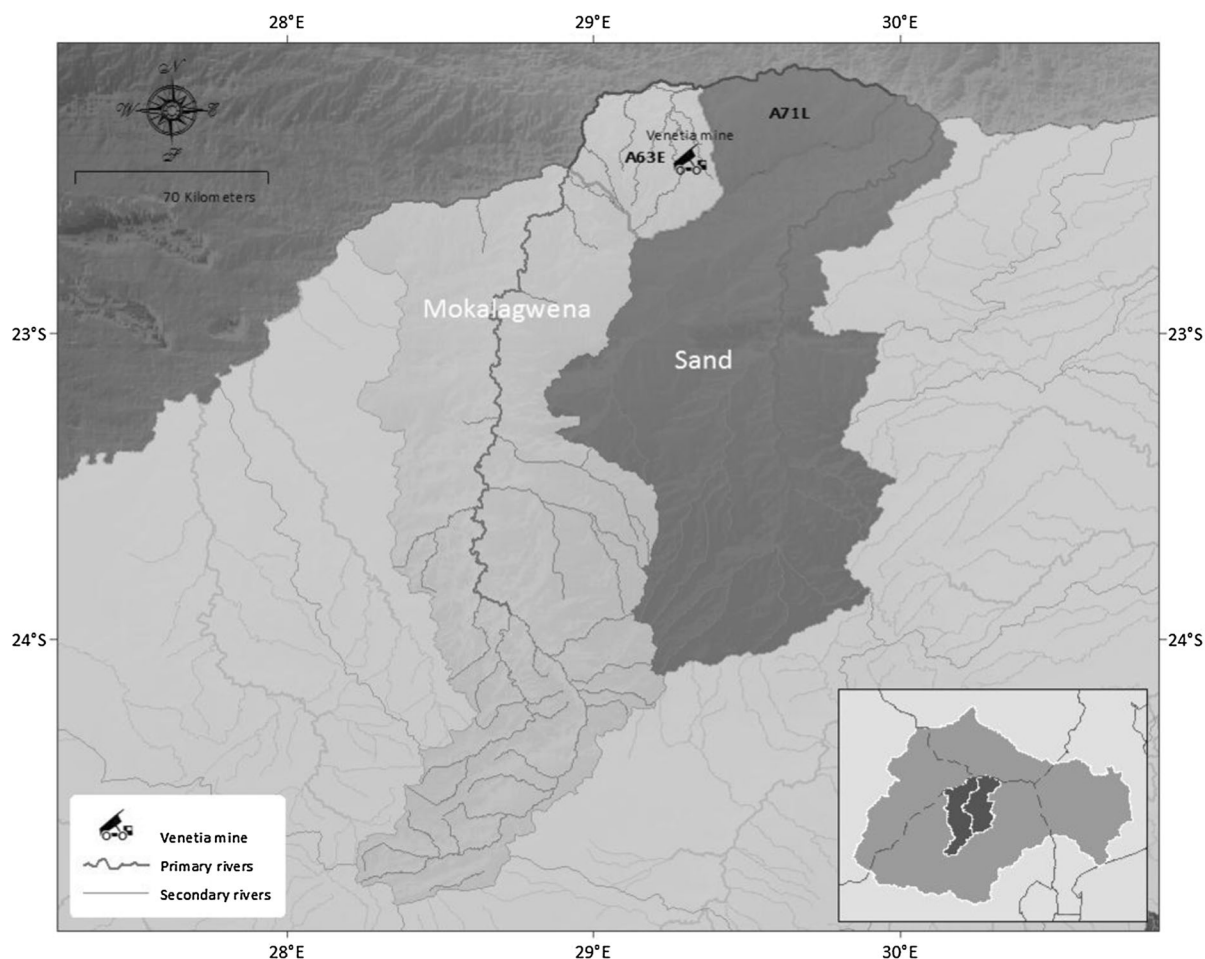 28°E
29°E
30°E
N
W
E
S
70 Kilometers
A71L
Venetia mine
A63E
Mokalagwena
Sand
23°S
23°S
24°S
24°S
Venetia mine
Primary rivers
Secondary rivers
28°E
29°E
30°E